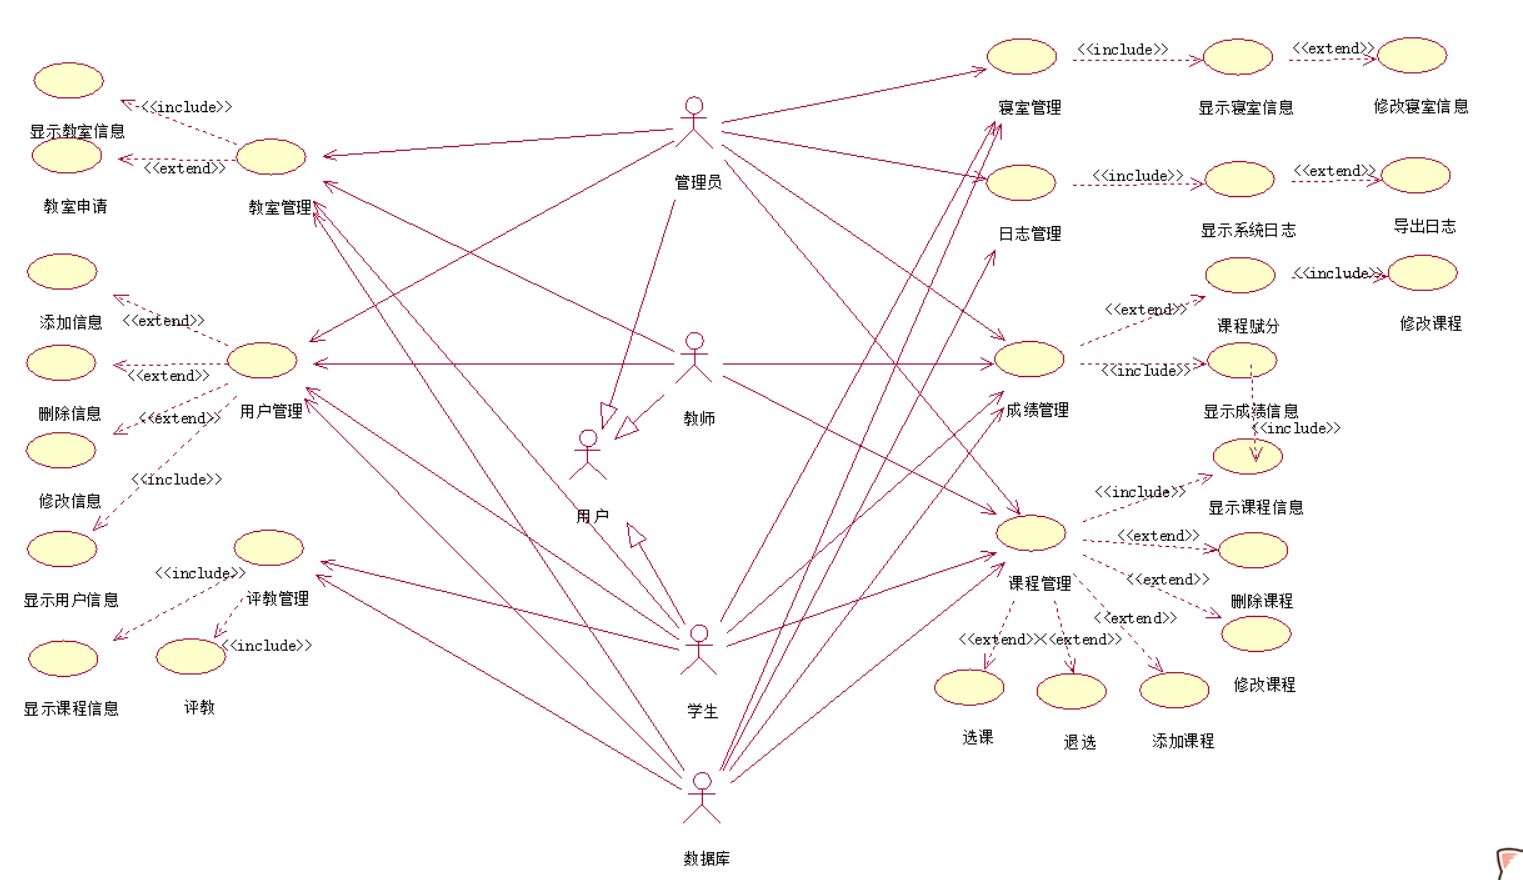 显示教室信息
<<include>>
<<extend>>
教室申请
教室管理
添加信息
<<extend>>
<<extend>>
删除信息
<<extend>>
用户管理
修改信息
<<include>>
显示用户信息
<<include>>
评教管理
<<include>>
显示课程信息
评教
管理员
教师
用户
学生
数据库
寝室管理
<<include>>
显示寝室信息
<<extend>>
修改寝室信息
日志管理
<<include>>
显示系统日志
<<extend>>
导出日志
<<include>>
<<extend>>
课程赋分
修改课程
<<include>>
成绩管理
显示成绩信息
<<include>>
<<include>>
显示课程信息
<<extend>>
课程管理
<<extend>>
删除课程
<<extend>>
<<extend>>
<<extend>>
修改课程
选课
退选
添加课程